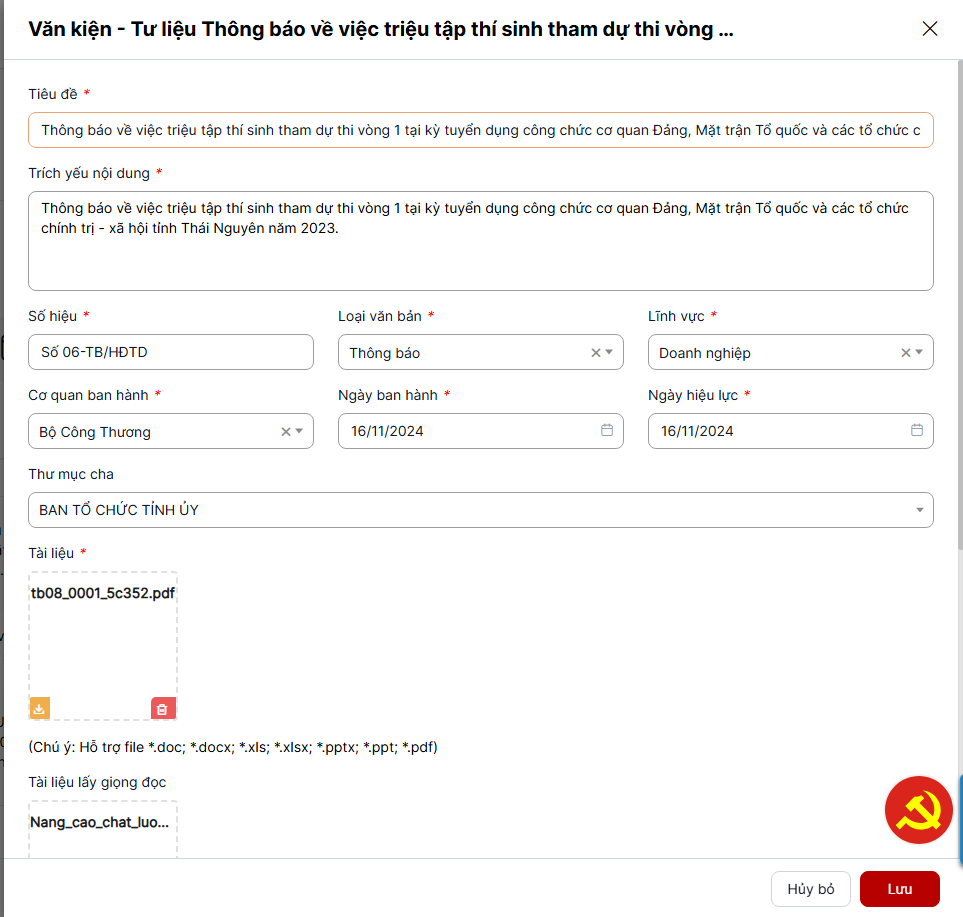 Văn kiện - Tư liệu Thông báo về việc triệu tập thí sinh tham dự thi vòng ...
Tiêu đề *
Thông báo về việc triệu tập thí sinh tham dự thi vòng 1 tại kỳ tuyển dụng công chức cơ quan Đảng, Mặt trận Tổ quốc và các tổ chức c
Trích yếu nội dung *
Thông báo về việc triệu tập thí sinh tham dự thi vòng 1 tại kỳ tuyển dụng công chức cơ quan Đảng, Mặt trận Tổ quốc và các tổ chức
chính trị - xã hội tỉnh Thái Nguyên năm 2023.
Số hiệu * Loại văn bản * Lĩnh vực *
Số 06-TB/HĐTD Thông báo Doanh nghiệp
Cơ quan ban hành * Ngày ban hành * Ngày hiệu lực *
Bộ Công Thương 16/11/2024 16/11/2024
Thư mục cha
BAN TỔ CHỨC TỈNH ỦY
Tài liệu *
tb08_0001_5c352.pdf
(Chú ý: Hỗ trợ file *.doc; *.docx; *.xls; *.xlsx; *.pptx; *.ppt; *.pdf)
Tài liệu lấy giọng đọc
Nang_cao_chat_luo...
Hủy bỏ Lưu